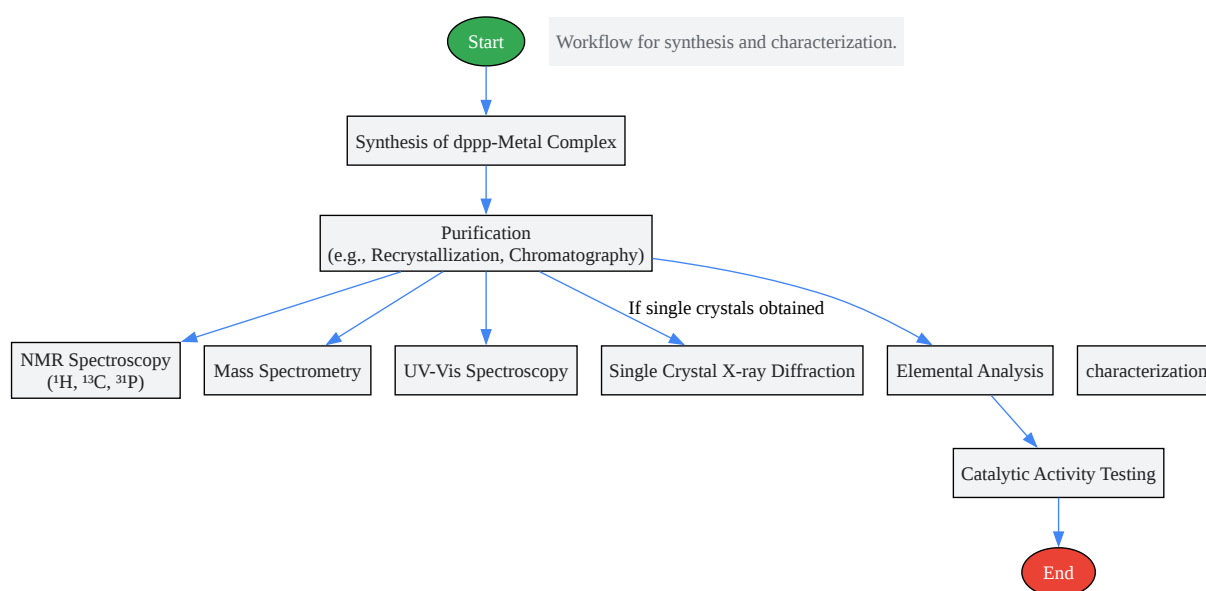 Start
Workflow for synthesis and characterization.
Synthesis of dppp-Metal Complex
Purification
(e.g., Recrystallization, Chromatography)
If single crystals obtained
NMR Spectroscopy
(¹H, ¹³C, ³¹P)
Mass Spectrometry
UV-Vis Spectroscopy
Single Crystal X-ray Diffraction
Elemental Analysis
characterization
Catalytic Activity Testing
End